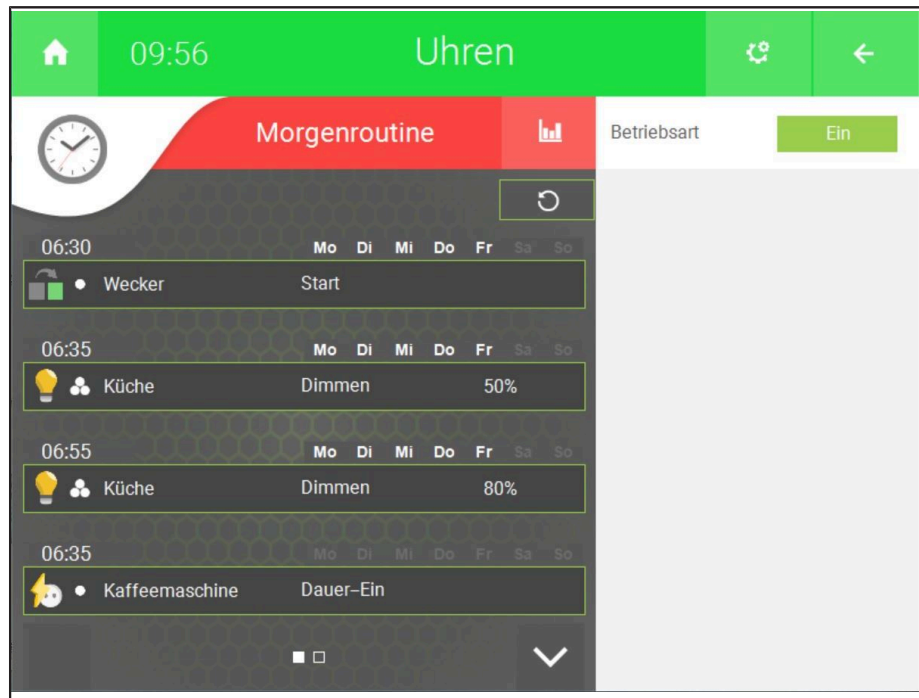 09:56 Uhren
Morgenroutine
Betriebsart Ein
06:30 Mo Di Mi Do Fr Sa So
Wecker Start
06:35 Mo Di Mi Do Fr Sa So
Küche Dimmen 50%
06:55 Mo Di Mi Do Fr Sa So
Küche Dimmen 80%
06:35 Mo Di Mi Do Fr Sa So
Kaffeemaschine Dauer–Ein